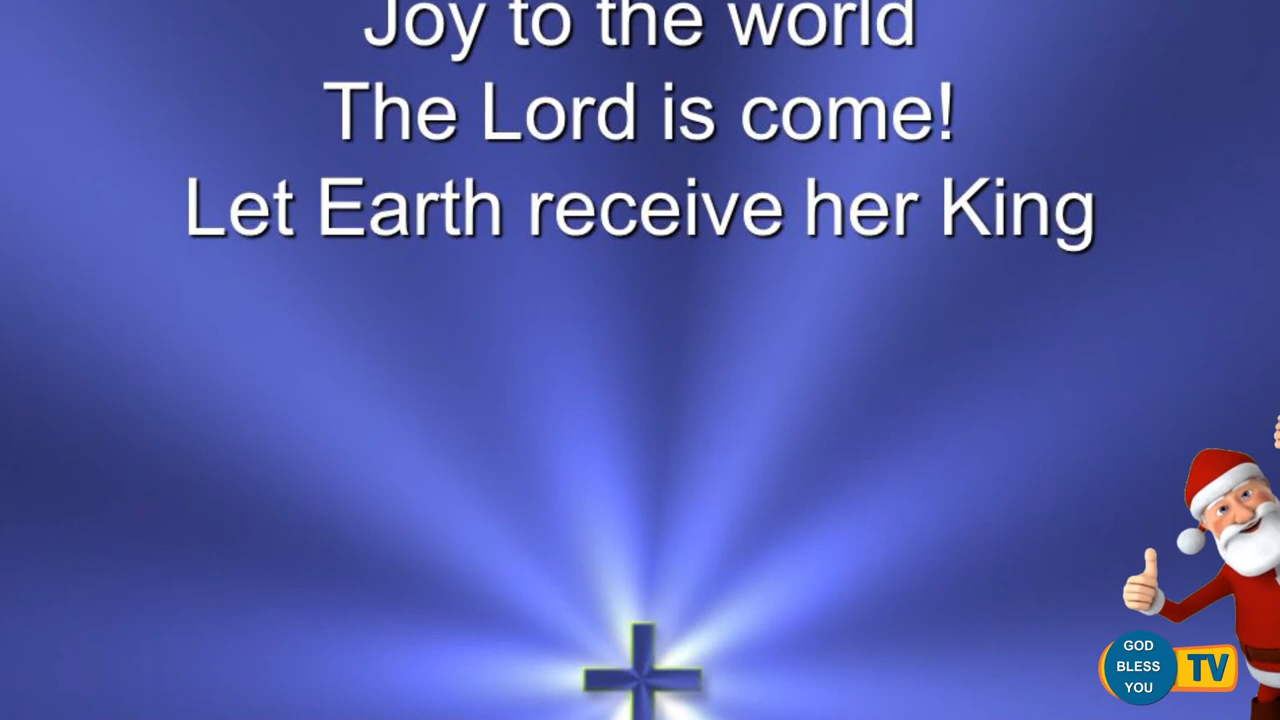 Joy to the world
The Lord is come!
Let Earth receive her King
GOD
BLESS
YOU
TV